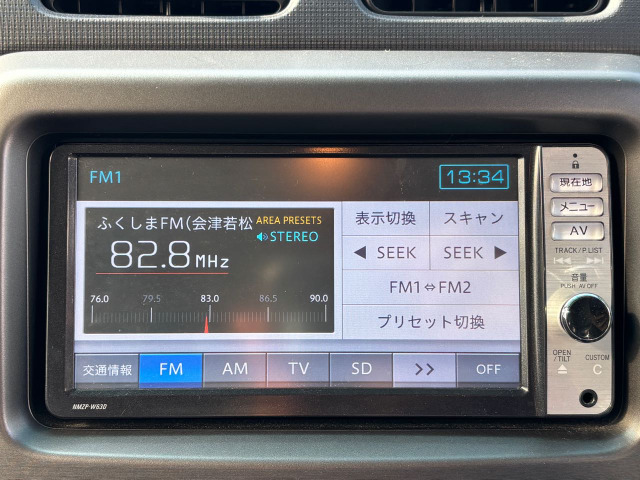 FM1
13:34
ふくしまFM(会津若松
AREA PRESETS
STEREO
82.8 MHz
76.0 79.5 83.0 86.5 90.0
表示切換
スキャン
◀ SEEK
SEEK ▶
FM1⇔FM2
プリセット切換
交通情報
FM
AM
TV
SD
>>
OFF
NMZP-W63D
現在地
メニュー
AV
TRACK/P.LIST
音量
PUSH AV OFF
OPEN
/TILT
CUSTOM
C